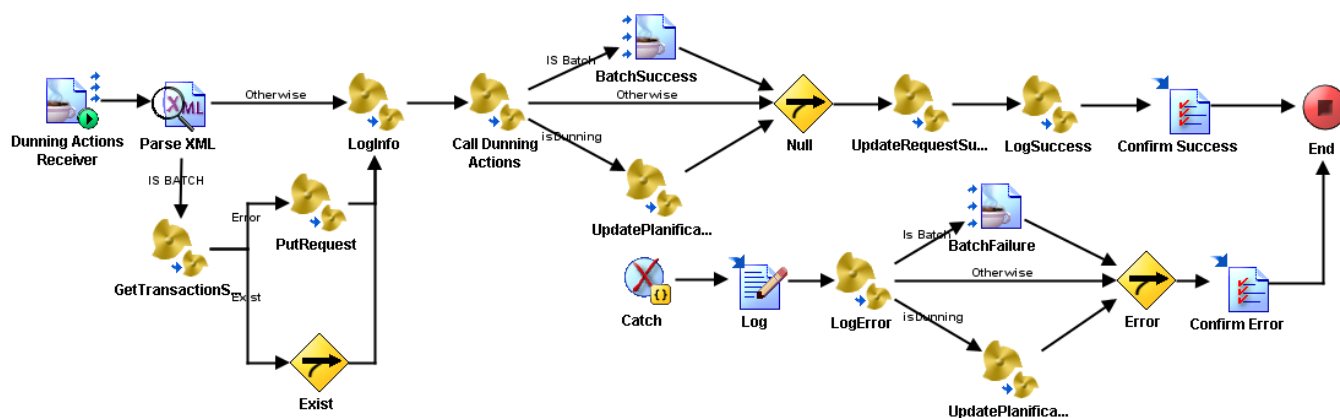 IS Batch
BatchSuccess
Otherwise
Otherwise
XML
Dunning Actions
Receiver
Parse XML
LogInfo
Call Dunning
Actions
isDunning
Null
UpdateRequestSu...
LogSuccess
Confirm Success
End
IS BATCH
Error
PutRequest
UpdatePlanifica...
Is Batch
BatchFailure
GetTransactionS...
Exist
Otherwise
{}
Catch
Log
LogError
isDunning
Error
Confirm Error
Exist
UpdatePlanifica...